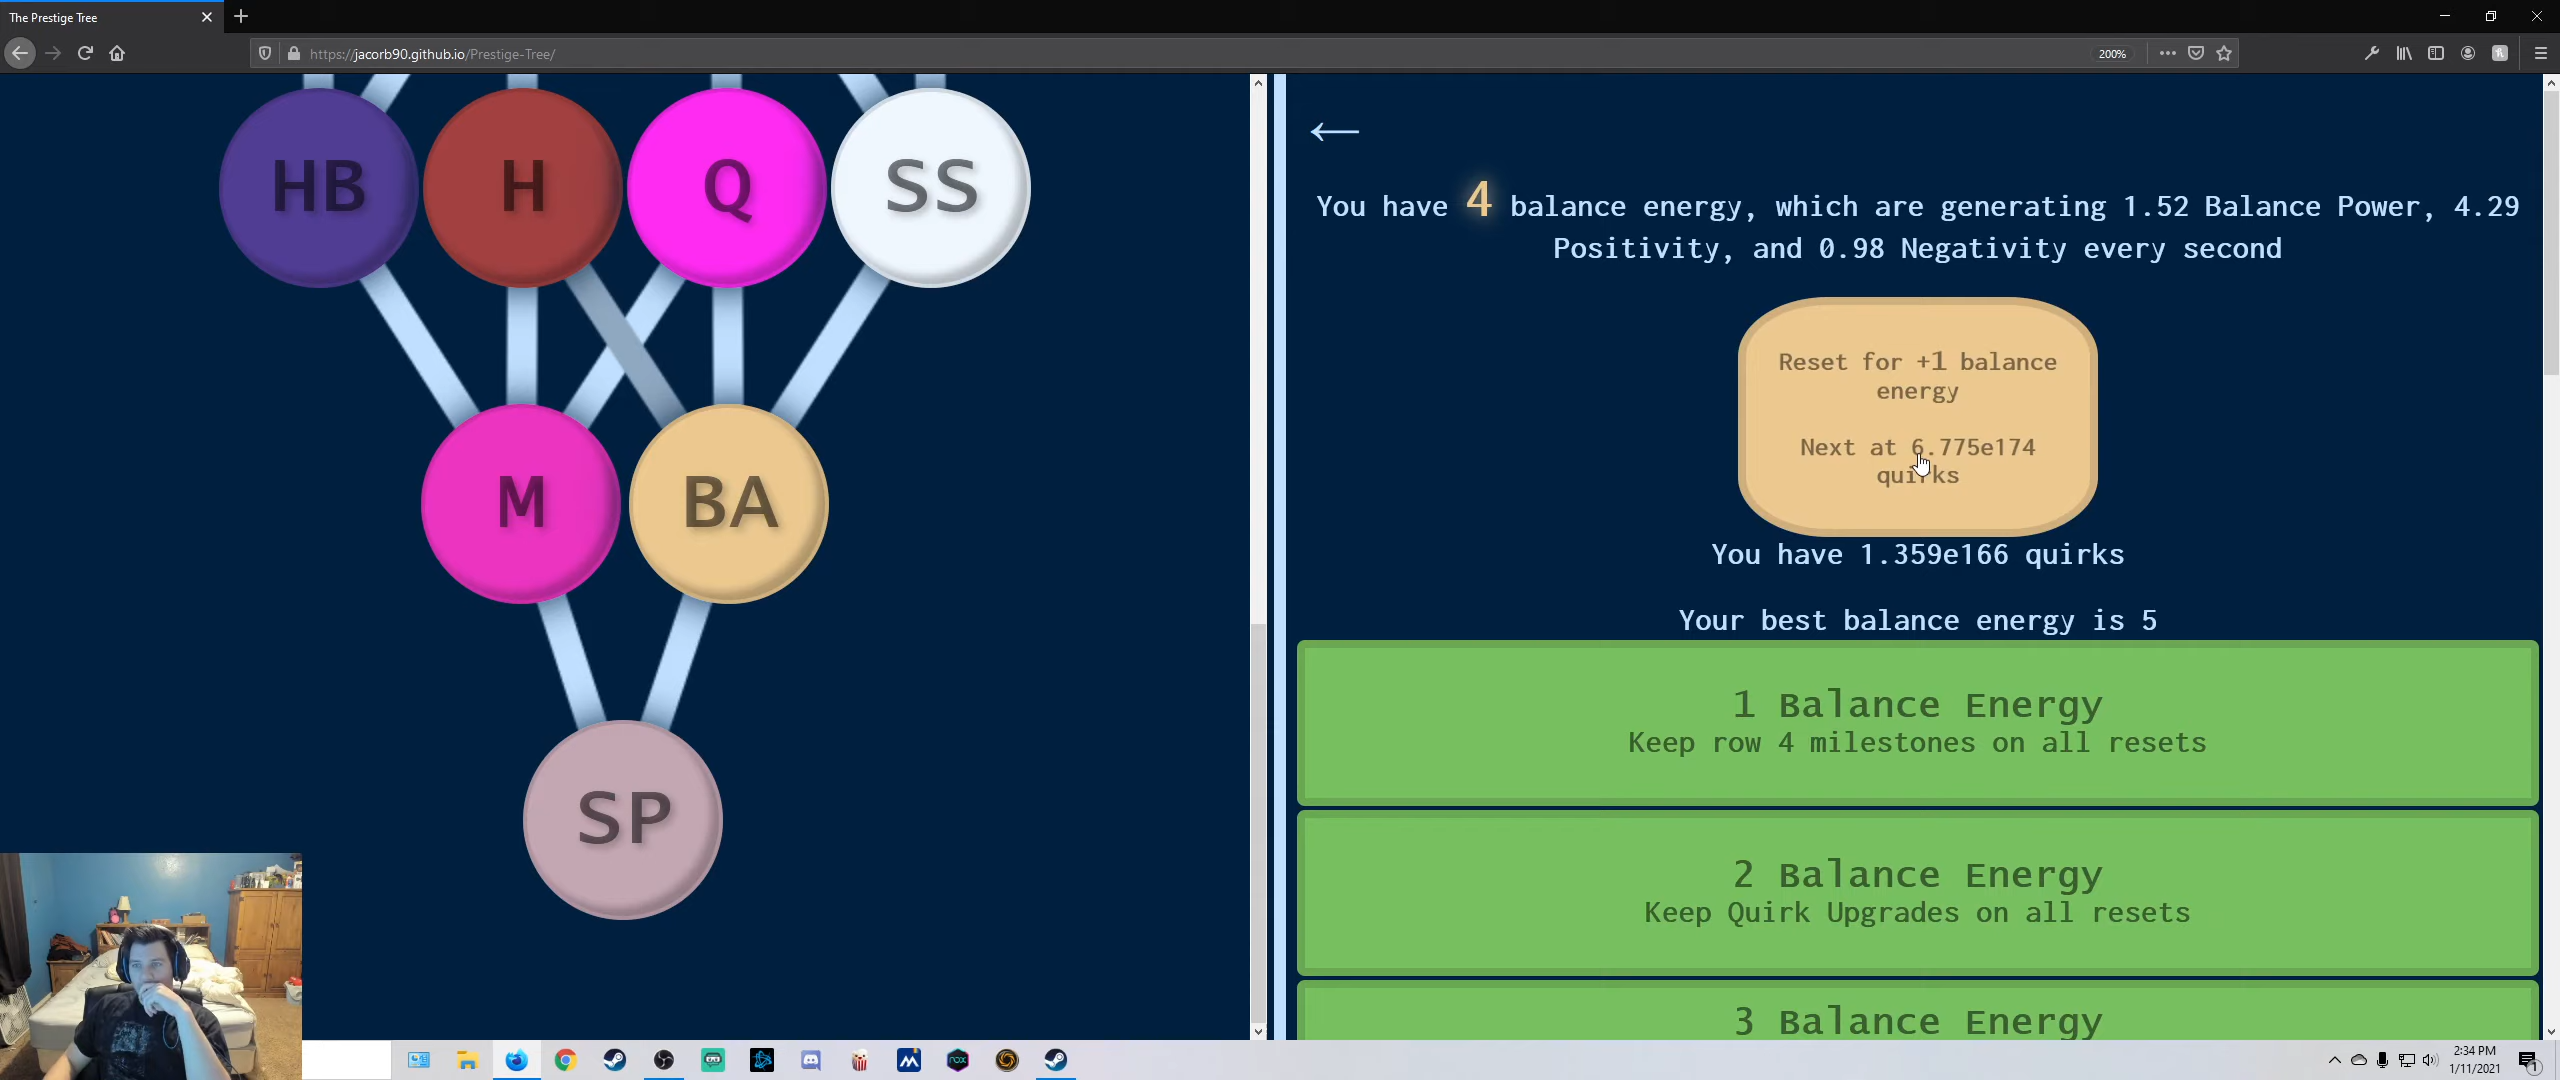 The Prestige Tree
https://jacorb90.github.io/Prestige-Tree/
200%
HB
H
Q
SS
M
BA
SP
You have 4 balance energy, which are generating 1.52 Balance Power, 4.29
Positivity, and 0.98 Negativity every second
Reset for +1 balance
energy
Next at 6.775e174
quirks
You have 1.359e166 quirks
Your best balance energy is 5
1 Balance Energy
Keep row 4 milestones on all resets
2 Balance Energy
Keep Quirk Upgrades on all resets
3 Balance Energy
nox
2:34 PM
1/11/2021
1